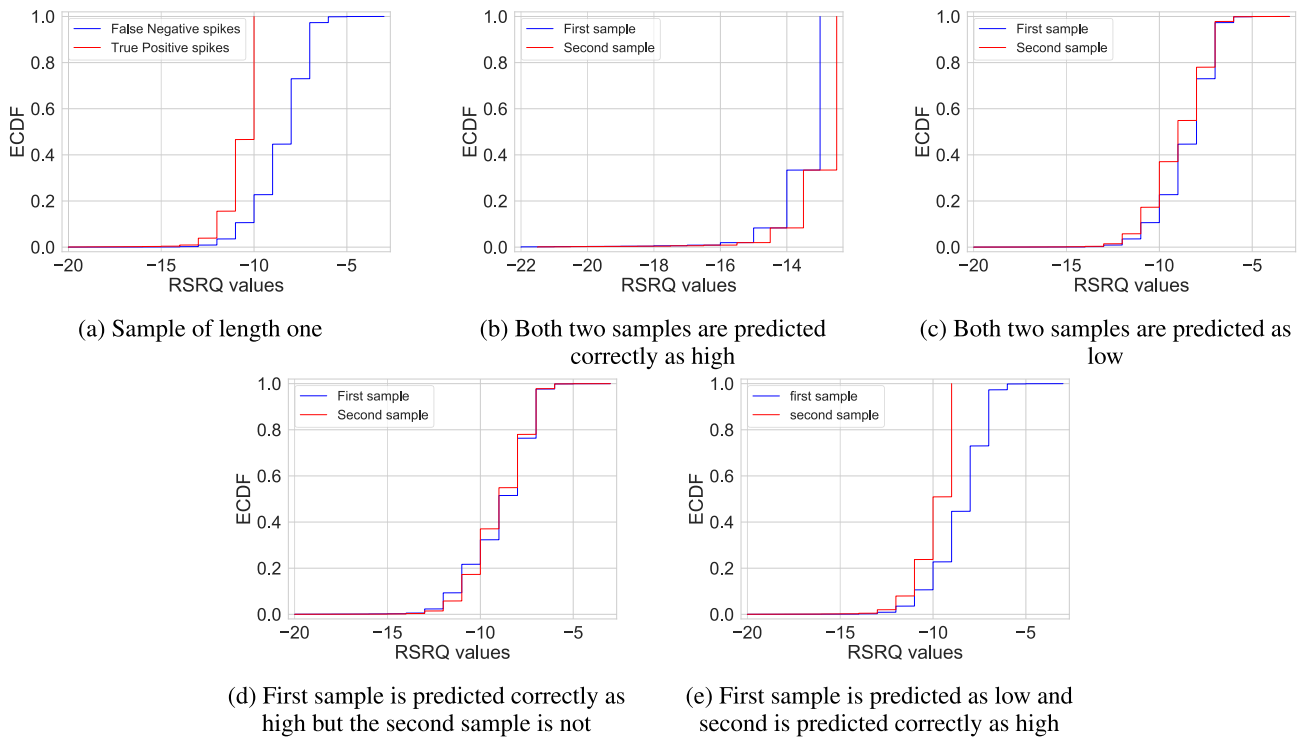 1.0
0.8
0.6
0.4
0.2
0.0
ECDF
False Negative spikes
True Positive spikes
−20
−15
−10
−5
RSRQ values
(a) Sample of length one
1.0
0.8
0.6
0.4
0.2
0.0
ECDF
First sample
Second sample
−22
−20
−18
−16
−14
RSRQ values
(b) Both two samples are predicted
correctly as high
1.0
0.8
0.6
0.4
0.2
0.0
ECDF
First sample
Second sample
−20
−15
−10
−5
RSRQ values
(c) Both two samples are predicted as
low
1.0
0.8
0.6
0.4
0.2
0.0
ECDF
First sample
Second sample
−20
−15
−10
−5
RSRQ values
(d) First sample is predicted correctly as
high but the second sample is not
1.0
0.8
0.6
0.4
0.2
0.0
ECDF
first sample
second sample
−20
−15
−10
−5
RSRQ values
(e) First sample is predicted as low and
second is predicted correctly as high